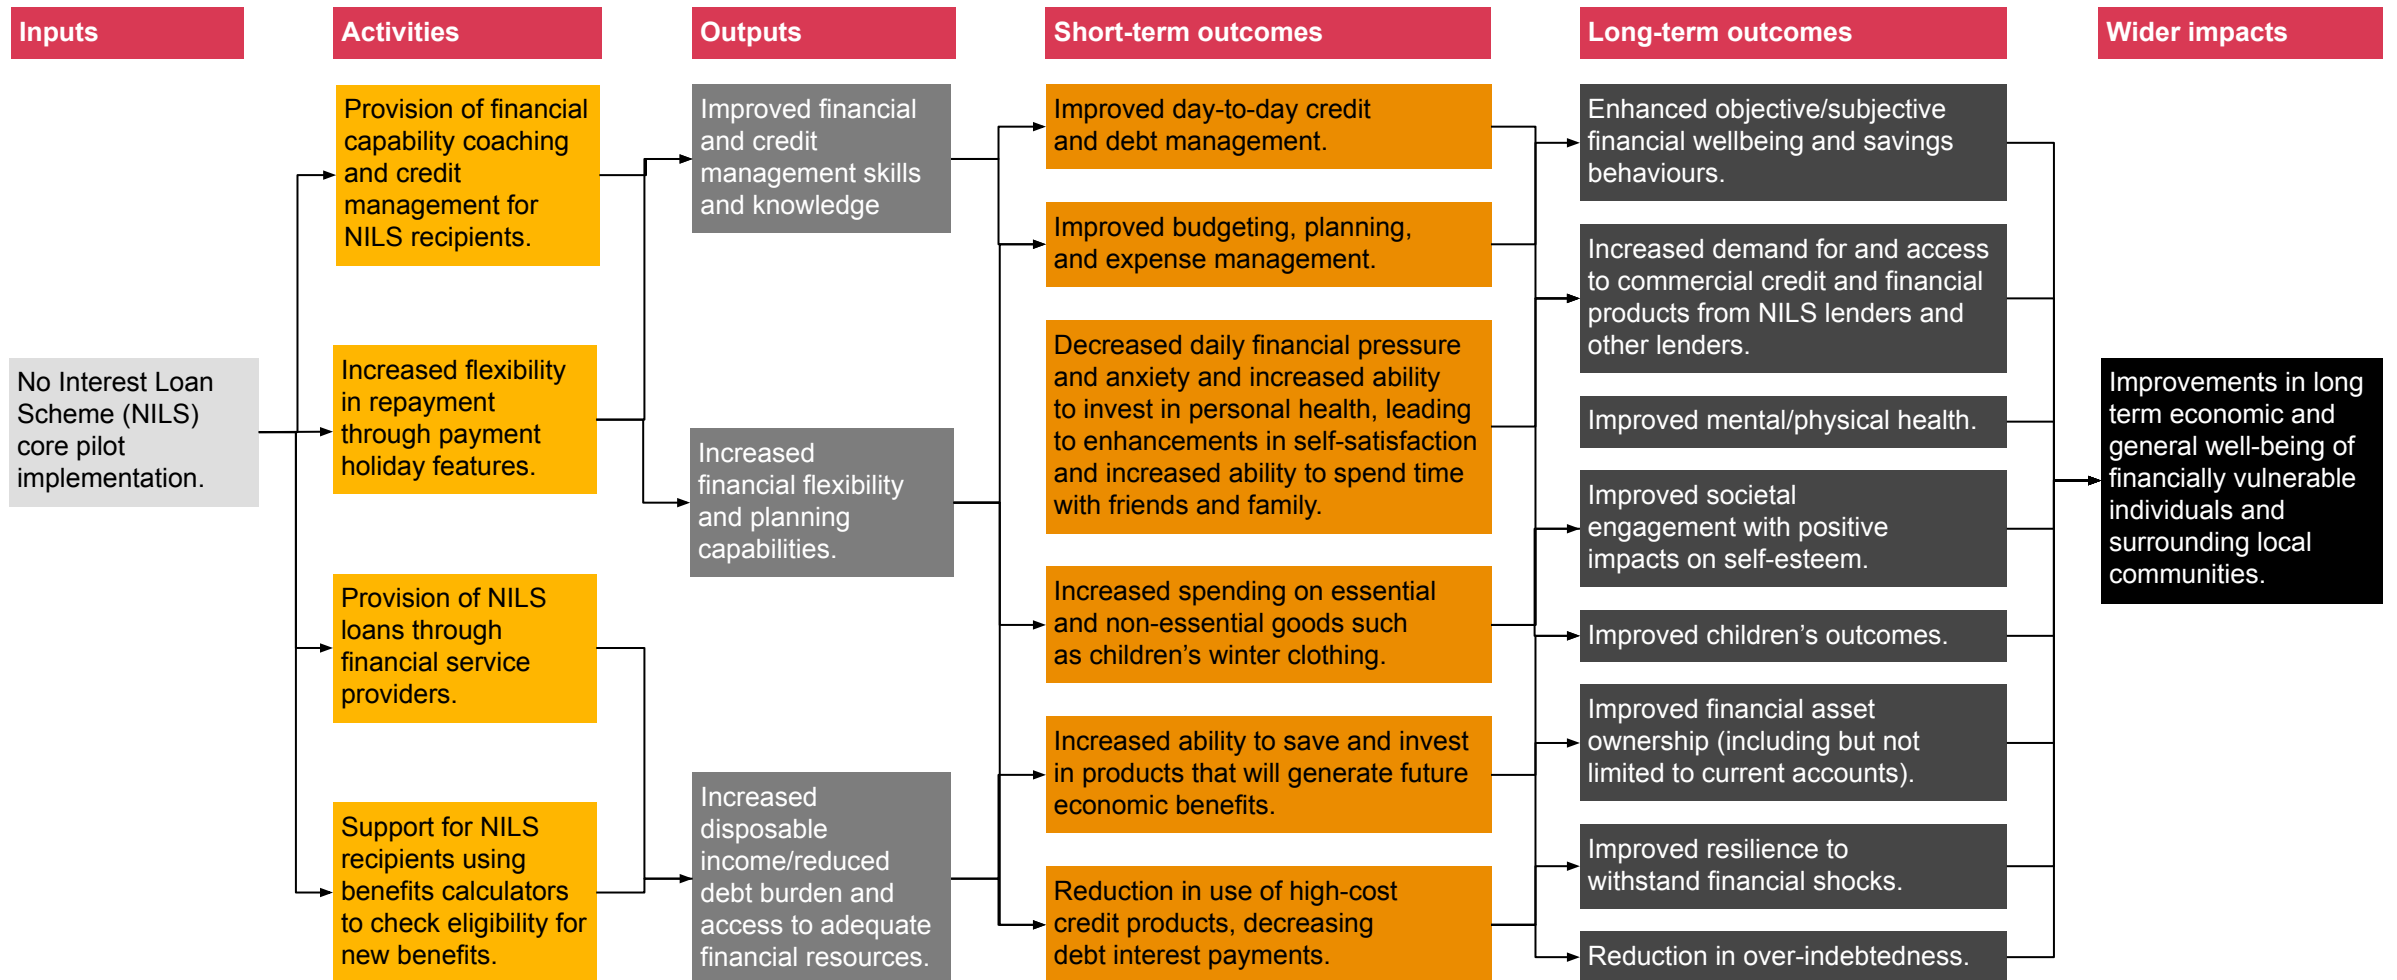 Inputs
Activities
Outputs
Short-term outcomes
Long-term outcomes
Wider impacts
No Interest Loan
Scheme (NILS)
core pilot
implementation.
Provision of financial
capability coaching
and credit
management for
NILS recipients.
Increased flexibility
in repayment
through payment
holiday features.
Provision of NILS
loans through
financial service
providers.
Support for NILS
recipients using
benefits calculators
to check eligibility for
new benefits.
Improved financial
and credit
management skills
and knowledge
Increased
financial flexibility
and planning
capabilities.
Increased
disposable
income/reduced
debt burden and
access to adequate
financial resources.
Improved day-to-day credit
and debt management.
Improved budgeting, planning,
and expense management.
Decreased daily financial pressure
and anxiety and increased ability
to invest in personal health, leading
to enhancements in self-satisfaction
and increased ability to spend time
with friends and family.
Increased spending on essential
and non-essential goods such
as children's winter clothing.
Increased ability to save and invest
in products that will generate future
economic benefits.
Reduction in use of high-cost
credit products, decreasing
debt interest payments.
Enhanced objective/subjective
financial wellbeing and savings
behaviours.
Increased demand for and access
to commercial credit and financial
products from NILS lenders and
other lenders.
Improved mental/physical health.
Improved societal
engagement with positive
impacts on self-esteem.
Improved children's outcomes.
Improved financial asset
ownership (including but not
limited to current accounts).
Improved resilience to
withstand financial shocks.
Reduction in over-indebtedness.
Improvements in long
term economic and
general well-being of
financially vulnerable
individuals and
surrounding local
communities.